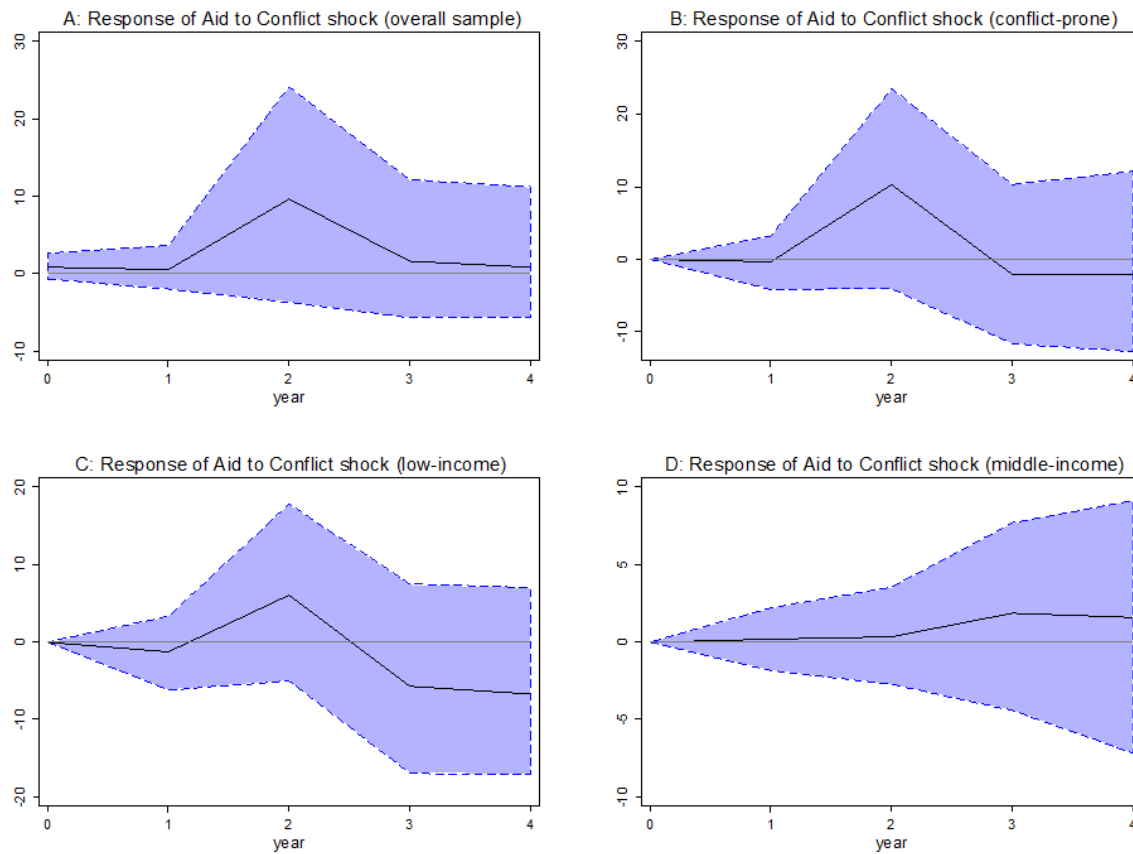 A: Response of Aid to Conflict shock (overall sample)
30
20
10
0
-10
0 1 2 3 4
year
B: Response of Aid to Conflict shock (conflict-prone)
30
20
10
0
-10
0 1 2 3 4
year
C: Response of Aid to Conflict shock (low-income)
20
10
0
-10
-20
0 1 2 3 4
year
D: Response of Aid to Conflict shock (middle-income)
10
5
0
-5
-10
0 1 2 3 4
year